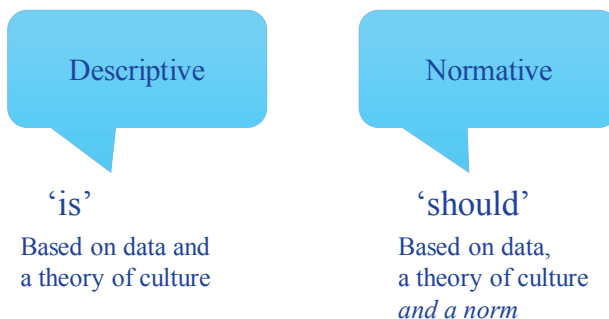 Descriptive
‘is’
Based on data and
a theory of culture
Normative
‘should’
Based on data,
a theory of culture
and a norm